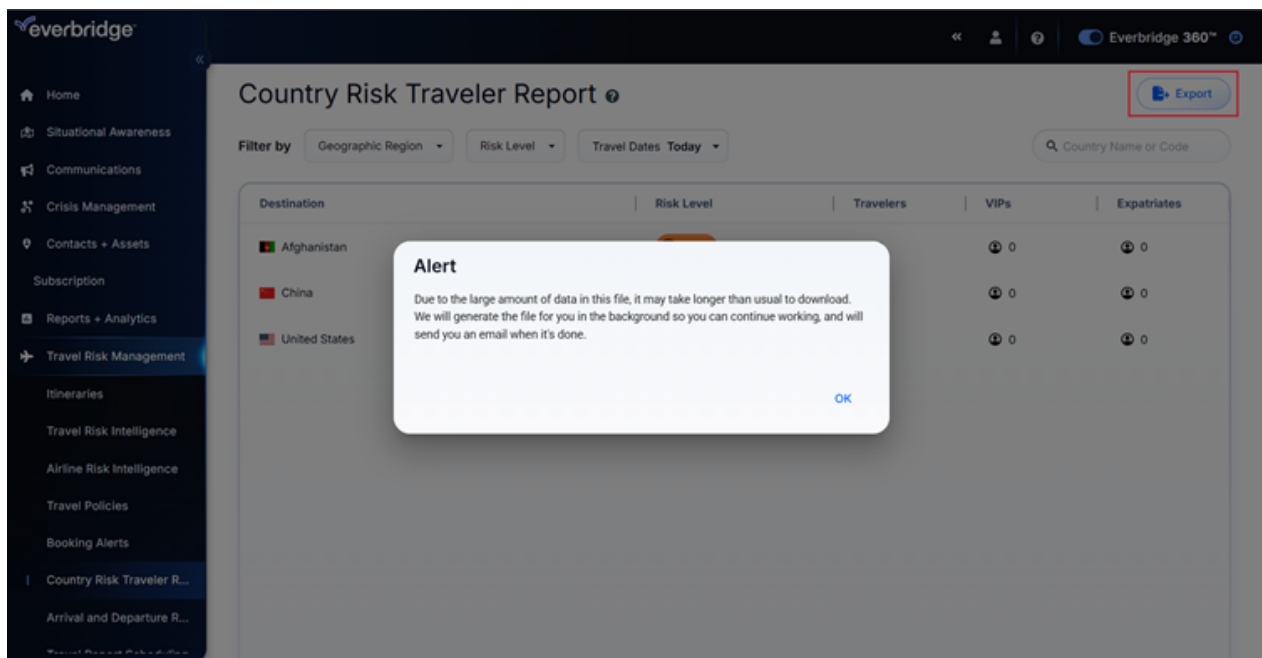 everbridge
Everbridge 360™
Home
Situational Awareness
Communications
Crisis Management
Contacts + Assets
Subscription
Reports + Analytics
Travel Risk Management
Itineraries
Travel Risk Intelligence
Airline Risk Intelligence
Travel Policies
Booking Alerts
Country Risk Traveler R...
Arrival and Departure R...
Country Risk Traveler Report
Export
Filter by Geographic Region Risk Level Travel Dates Today Country Name or Code
Destination Risk Level Travelers VIPs Expatriates
Afghanistan 0 0
China 0 0
United States 0 0
Alert
Due to the large amount of data in this file, it may take longer than usual to download.
We will generate the file for you in the background so you can continue working, and will
send you an email when it's done.
OK